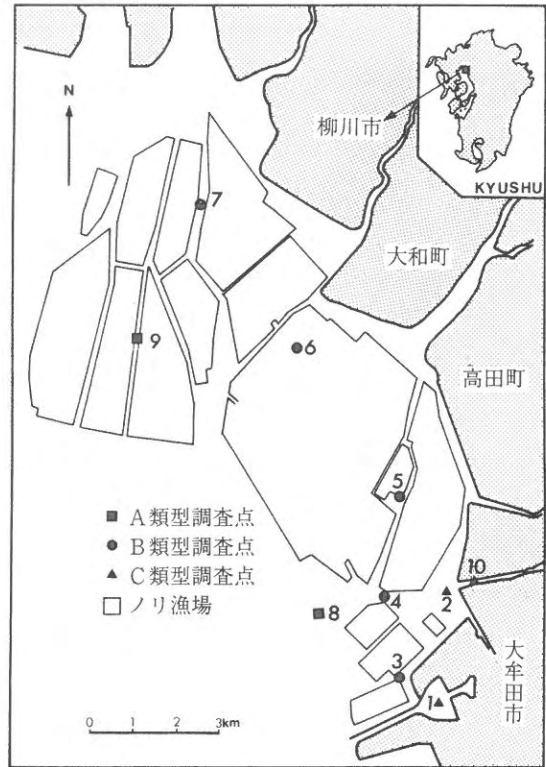 N
柳川市
KYUSHU
大和町
7
9
6
高田町
5
■ A類型調査点
● B類型調査点
▲ C類型調査点
□ ノリ漁場
10
4
2
8
3
大牟田市
1
0 1 2 3km